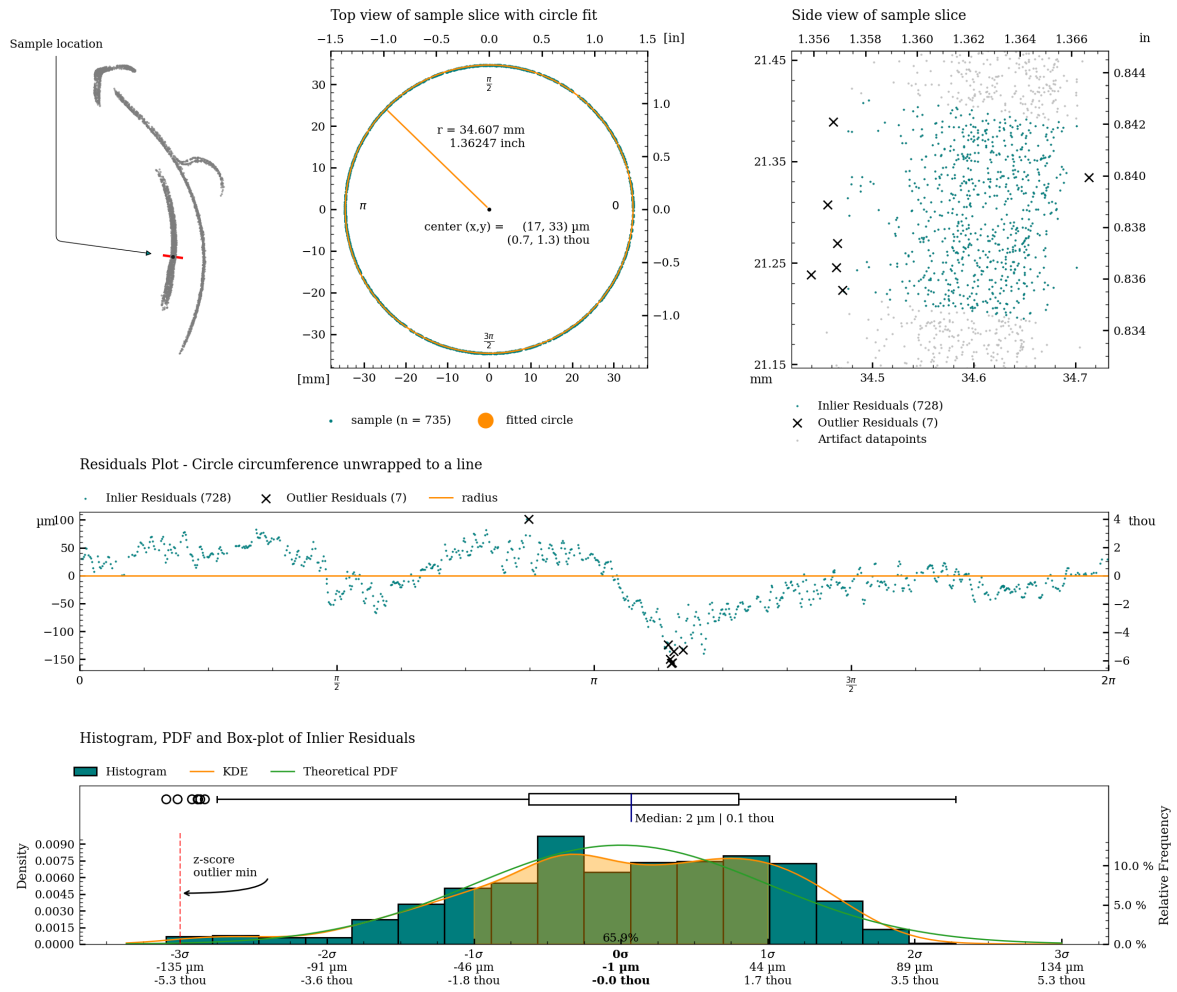 Sample location
Top view of sample slice with circle fit
−1.5 −1.0 −0.5 0.0 0.5 1.0 1.5 [in]
30
20
10
0
−10
−20
−30
1.0
0.5
0.0
−0.5
−1.0
π/2
π
0
3π/2
r = 34.607 mm
1.36247 inch
center (x,y) = (17, 33) µm
(0.7, 1.3) thou
[mm] −30 −20 −10 0 10 20 30
sample (n = 735) fitted circle
Side view of sample slice
1.356 1.358 1.360 1.362 1.364 1.366 in
21.45
21.35
21.25
21.15
0.844
0.842
0.840
0.838
0.836
0.834
mm 34.5 34.6 34.7
Inlier Residuals (728)
Outlier Residuals (7)
Artifact datapoints
Residuals Plot - Circle circumference unwrapped to a line
Inlier Residuals (728) Outlier Residuals (7) radius
µm 100 4 thou
50 2
0 0
−50 −2
−100 −4
−150 −6
0 π/2 π 3π/2 2π
Histogram, PDF and Box-plot of Inlier Residuals
Histogram KDE Theoretical PDF
Median: 2 µm | 0.1 thou
z-score
outlier min
Density
0.0090
0.0075
0.0060
0.0045
0.0030
0.0015
0.0000
10.0 %
5.0 %
0.0 %
Relative Frequency
65.9%
-3σ -2σ -1σ 0σ 1σ 2σ 3σ
-135 µm -91 µm -46 µm -1 µm 44 µm 89 µm 134 µm
-5.3 thou -3.6 thou -1.8 thou -0.0 thou 1.7 thou 3.5 thou 5.3 thou